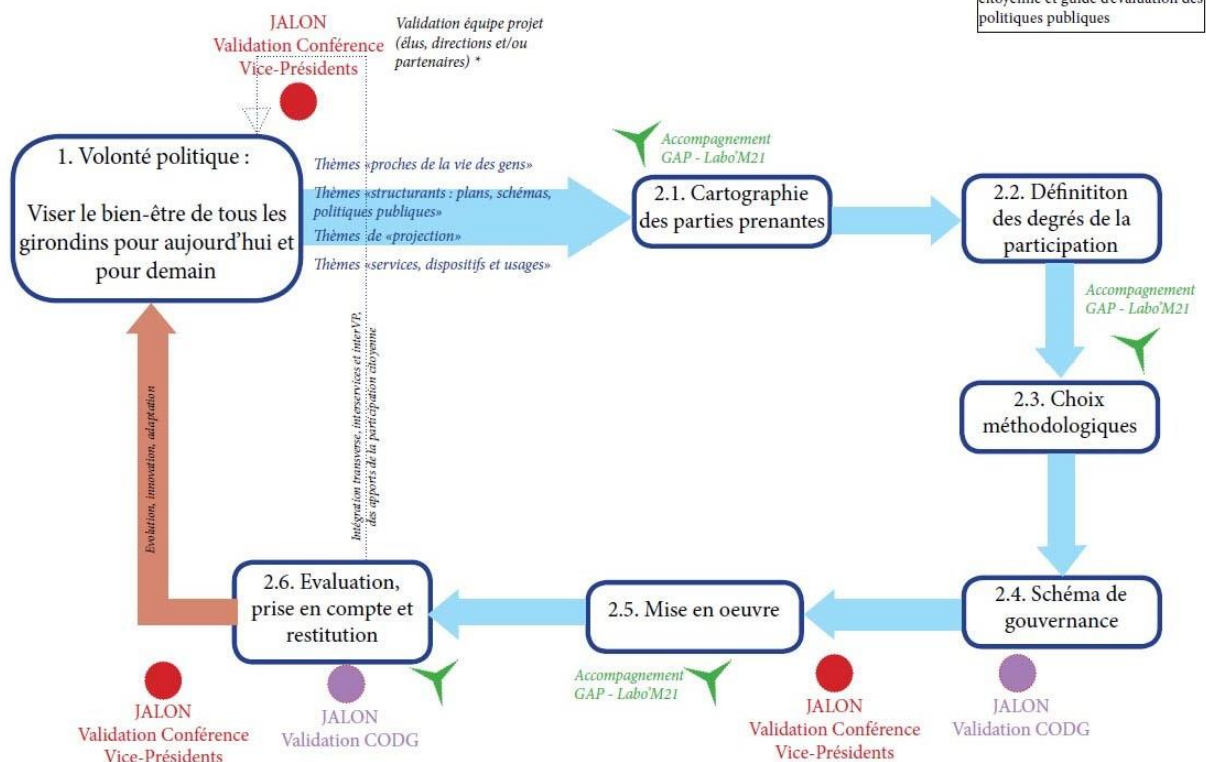 citoyenne et guide d'évaluation des
politiques publiques
JALON
Validation Conférence
Vice-Présidents
Validation équipe projet
(élus, directions et/ou
partenaires) *
1. Volonté politique :
Viser le bien-être de tous les
girondins pour aujourd'hui et
pour demain
Thèmes «proches de la vie des gens»
Thèmes «structurants : plans, schémas,
politiques publiques»
Thèmes de «projection»
Thèmes «services, dispositifs et usages»
Accompagnement
GAP - Labo'M21
2.1. Cartographie
des parties prenantes
2.2. Définititon
des degrés de la
participation
Accompagnement
GAP - Labo'M21
2.3. Choix
méthodologiques
2.4. Schéma de
gouvernance
JALON
Validation CODG
JALON
Validation Conférence
Vice-Présidents
2.5. Mise en oeuvre
Accompagnement
GAP - Labo'M21
2.6. Evaluation,
prise en compte et
restitution
JALON
Validation CODG
JALON
Validation Conférence
Vice-Présidents
Evolution, innovation, adaptation
Intégration transverse, interservices et interVP,
des apports de la participation citoyenne